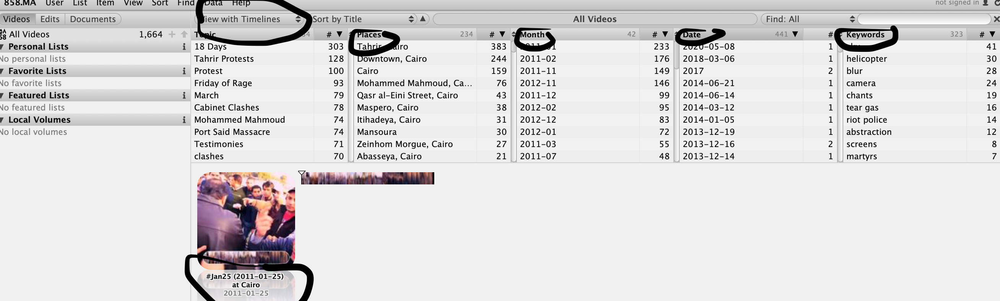 858.MA User List Item View Sort Find Data Help not signed in
Videos Edits Documents View with Timelines Sort by Title All Videos Find: All
All Videos 1,664
Personal Lists
No personal lists
Favorite Lists
No favorite lists
Featured Lists
No featured lists
Local Volumes
No local volumes
Topic #
18 Days 303
Tahrir Protests 128
Protest 100
Friday of Rage 93
March 79
Cabinet Clashes 78
Mohammed Mahmoud 74
Port Said Massacre 74
Testimonies 71
clashes 70
Places 234 #
Tahrir, Cairo 383
Downtown, Cairo 244
Cairo 159
Mohammed Mahmoud, Ca... 76
Qasr al-Eini Street, Cairo 43
Maspero, Cairo 38
Itihadeya, Cairo 31
Mansoura 30
Zeinhom Morgue, Cairo 27
Abasseya, Cairo 21
Month 42 #
2011-01 233
2011-02 176
2011-11 149
2012-11 146
2011-12 99
2012-02 95
2012-12 83
2012-01 72
2011-03 55
2011-07 48
Date 441 #
2020-05-08 1
2018-03-06 1
2017 2
2014-06-21 1
2014-06-14 1
2014-03-12 1
2014-01-05 1
2013-12-19 1
2013-12-16 2
2013-12-14 1
Keywords 323 #
41
helicopter 30
blur 28
camera 24
chants 19
tear gas 16
riot police 14
abstraction 12
screens 8
martyrs 7
#Jan25 (2011-01-25)
at Cairo
2011-01-25